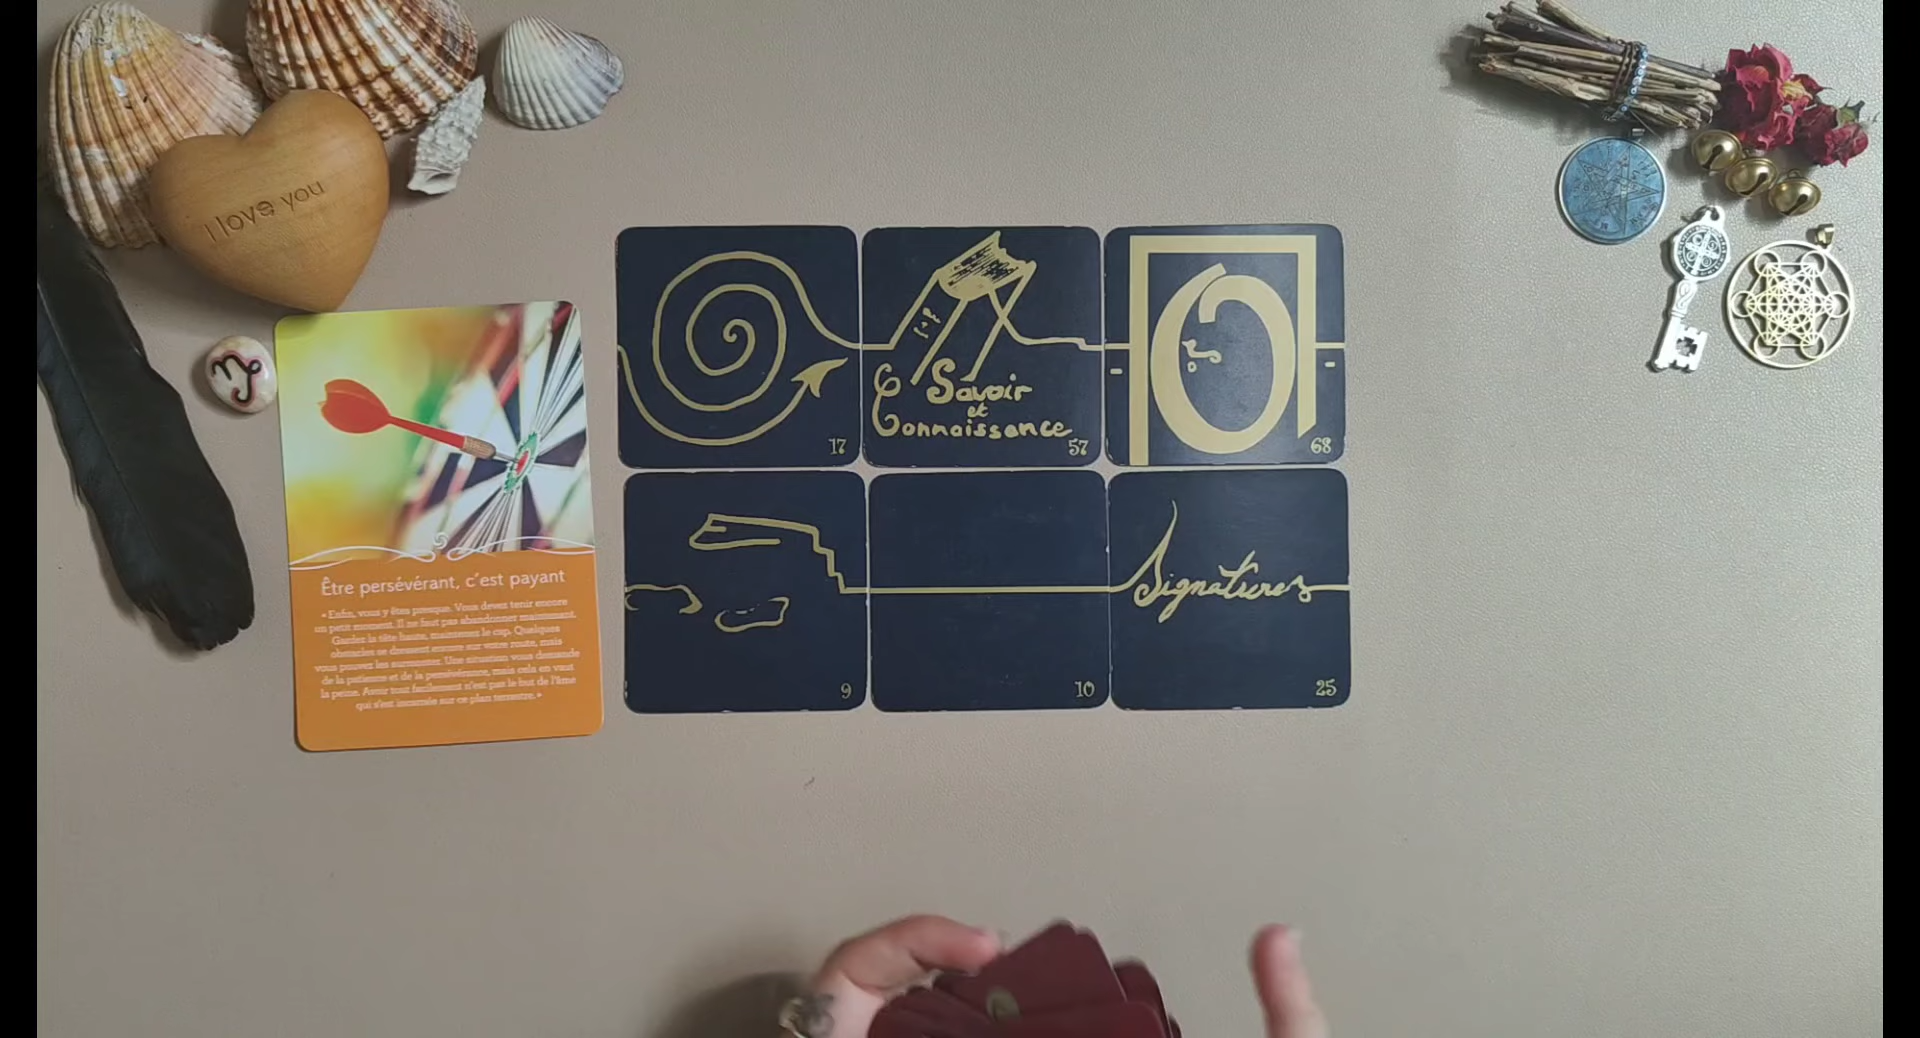 I love you
Être persévérant, c'est payant
« Enfin, vous y êtes presque. Vous devez tenir encore
un petit moment. Il ne faut pas abandonner maintenant.
Garder la tête haute, maintenez le cap. Quelques
obstacles se dressent encore sur votre route, mais
vous pouvez les surmonter. Une situation vous demande
de la patience et de la persévérance, mais cela en vaut
la peine. Avoir tout facilement n'est pas le but de l'âme
qui s'est incarnée sur ce plan terrestre. »
17
Savoir
et
Connaissance
57
68
9
10
Signatures
25